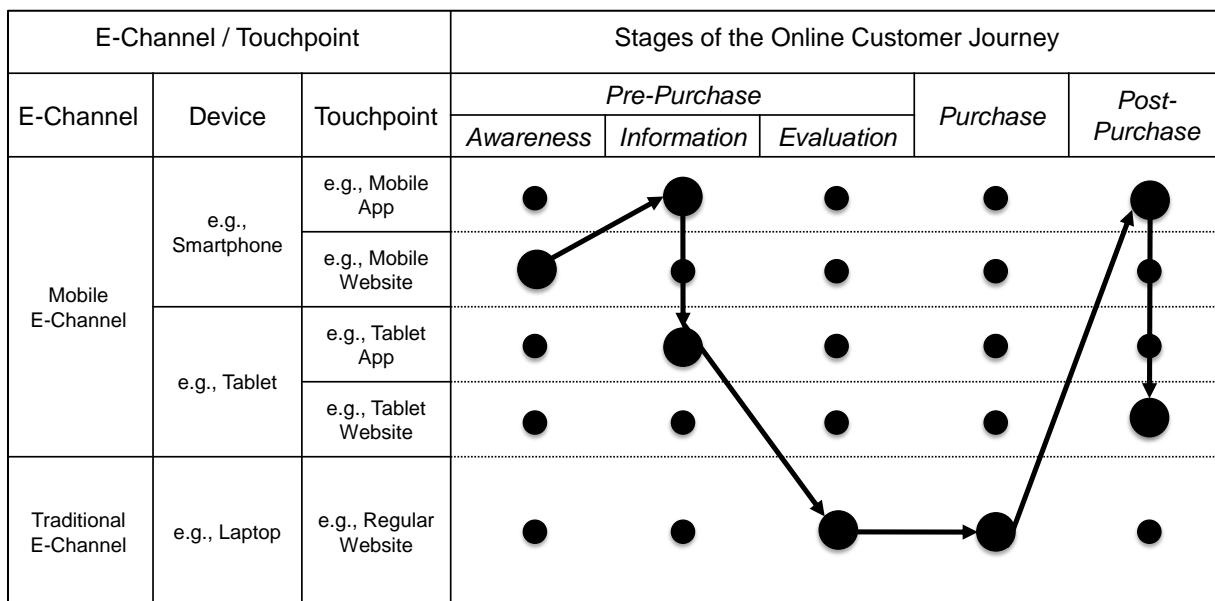 E-Channel / Touchpoint
Stages of the Online Customer Journey
E-Channel
Device
Touchpoint
Pre-Purchase
Awareness
Information
Evaluation
Purchase
Post-
Purchase
Mobile
E-Channel
e.g.,
Smartphone
e.g., Mobile
App
e.g., Mobile
Website
e.g., Tablet
e.g., Tablet
App
e.g., Tablet
Website
Traditional
E-Channel
e.g., Laptop
e.g., Regular
Website